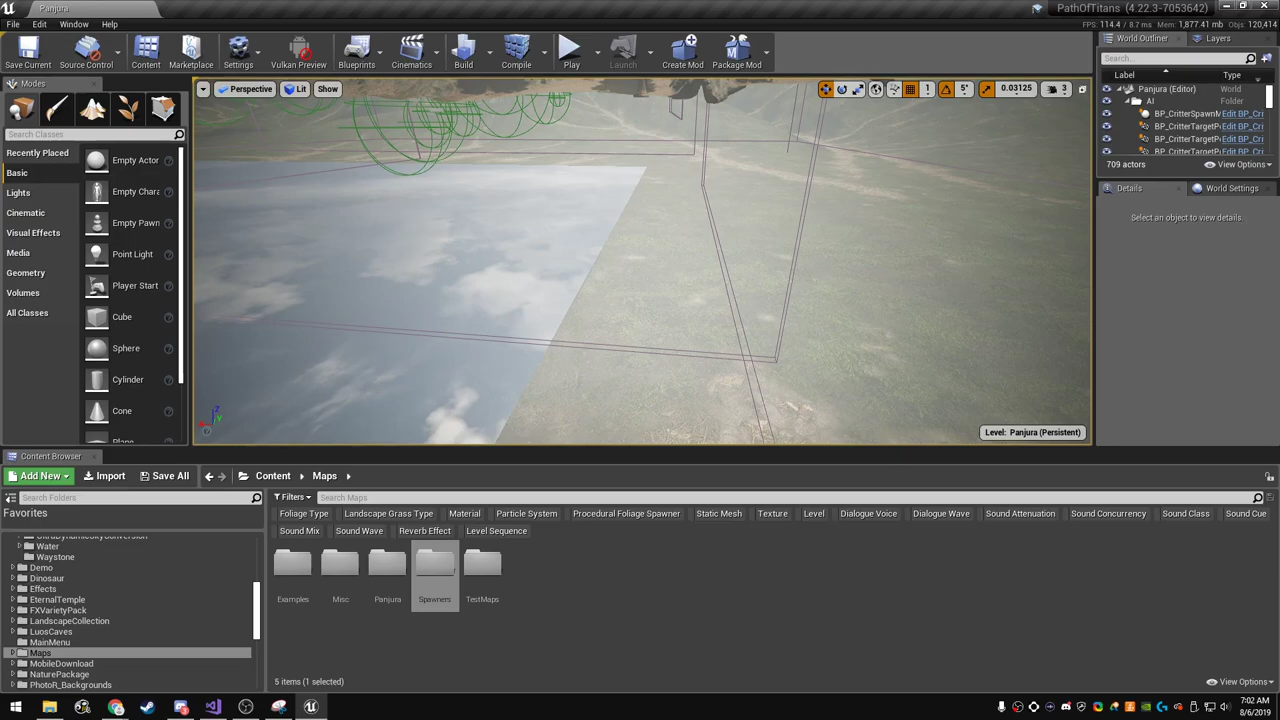 Panjura
PathOfTitans (4.22.3-7053642)
File Edit Window Help
FPS: 114.4 / 8.7 ms Mem: 1,877.41 mb Objs: 120,414
Save Current Source Control Content Marketplace Settings Vulkan Preview Blueprints Cinematics Build Compile Play Launch Create Mod Package Mod
World Outliner Layers
Search...
Label Type
Panjura (Editor) World
AI Folder
BP_CritterSpawnM Edit BP_Cri
BP_CritterTargetPo Edit BP_Cri
BP_CritterTargetPo Edit BP_Cri
709 actors View Options
Details World Settings
Select an object to view details.
Modes
Search Classes
Recently Placed
Basic
Lights
Cinematic
Visual Effects
Media
Geometry
Volumes
All Classes
Empty Actor
Empty Chara
Empty Pawn
Point Light
Player Start
Cube
Sphere
Cylinder
Cone
Plane
Perspective Lit Show
1 5° 0.03125 3
Level: Panjura (Persistent)
Content Browser
Add New Import Save All Content Maps
Search Folders
Favorites
Water
Waystone
Demo
Dinosaur
Effects
EternalTemple
FXVarietyPack
LandscapeCollection
LuosCaves
MainMenu
Maps
MobileDownload
NaturePackage
PhotoR_Backgrounds
Filters Search Maps
Foliage Type Landscape Grass Type Material Particle System Procedural Foliage Spawner Static Mesh Texture Level Dialogue Voice Dialogue Wave Sound Attenuation Sound Concurrency Sound Class Sound Cue
Sound Mix Sound Wave Reverb Effect Level Sequence
Examples Misc Panjura Spawners TestMaps
5 items (1 selected) View Options
7:02 AM
8/6/2019